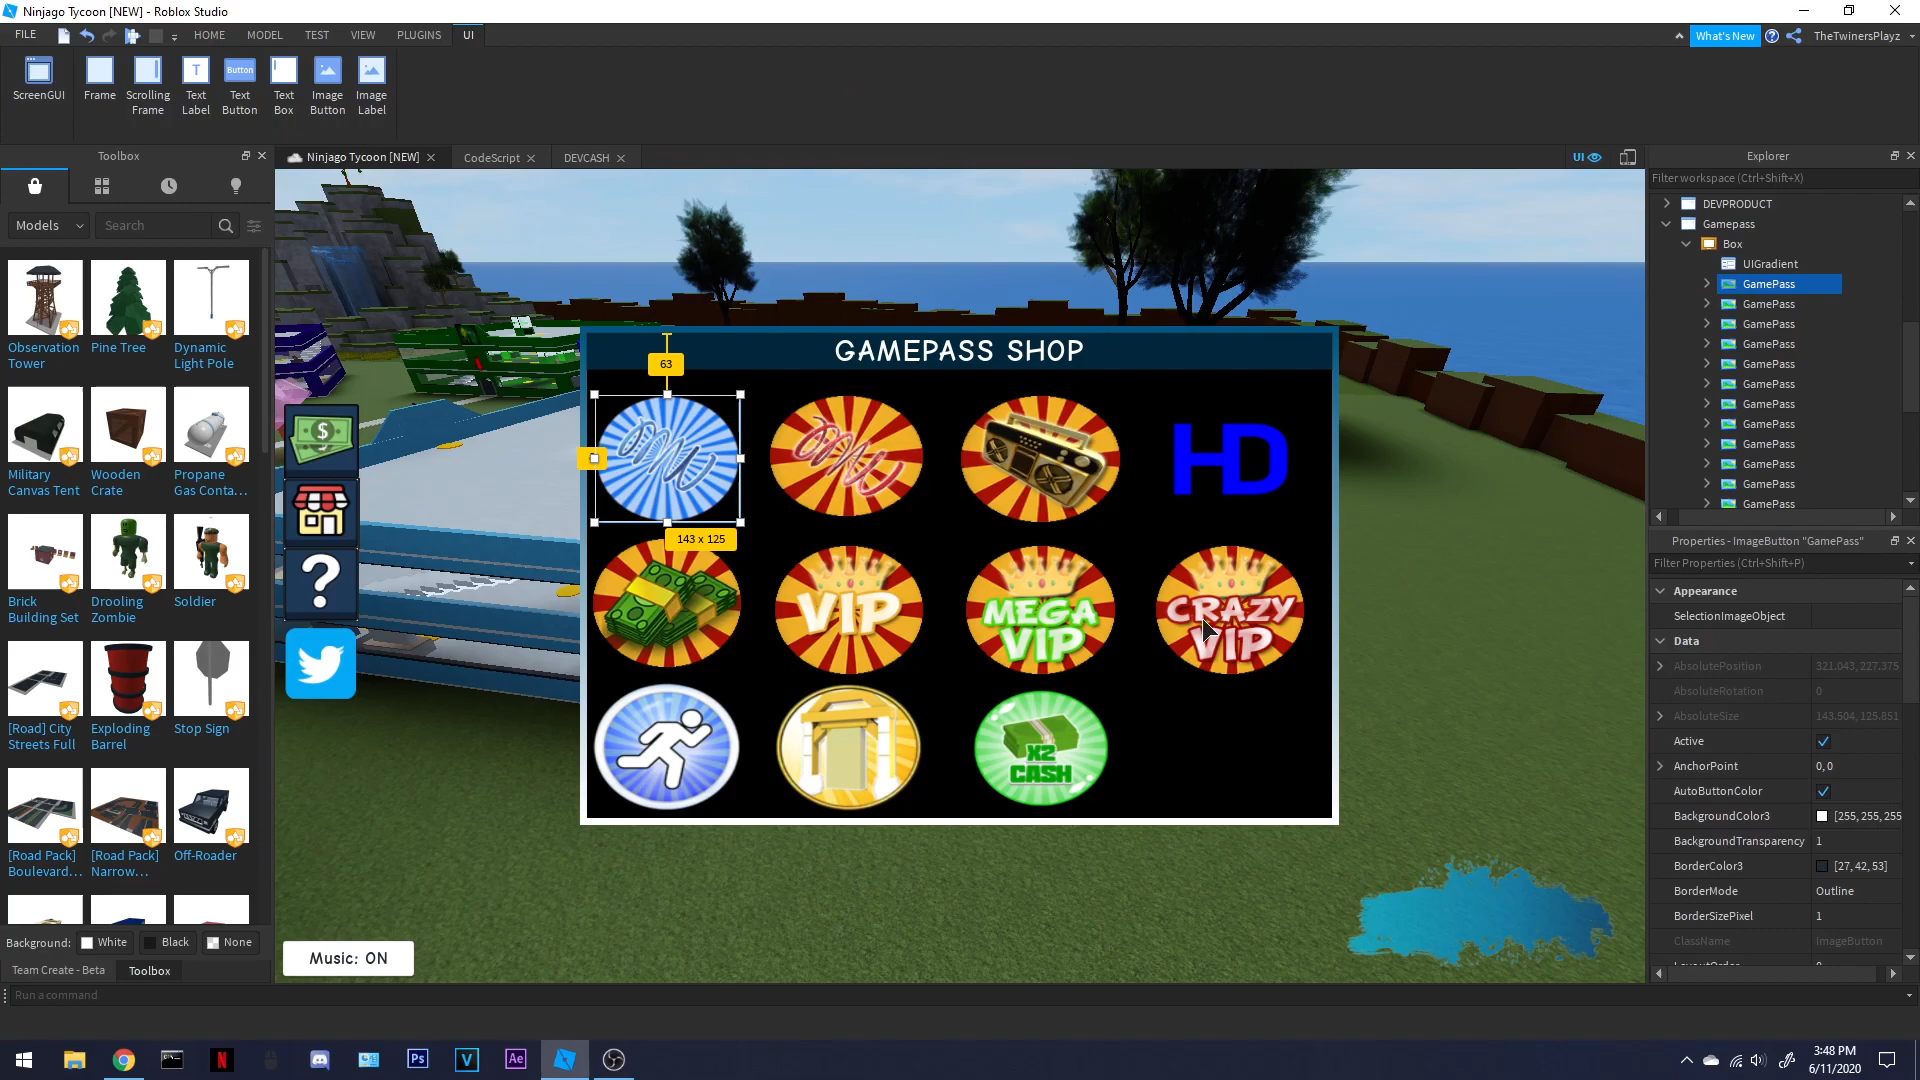 Ninjago Tycoon [NEW] - Roblox Studio
FILE HOME MODEL TEST VIEW PLUGINS UI What's New TheTwinersPlayz
ScreenGUI Frame Scrolling Frame Text Label Text Button Button Text Box Image Button Image Label
Toolbox
Ninjago Tycoon [NEW] CodeScript DEVCASH UI
Models Search
Observation Tower
Pine Tree
Dynamic Light Pole
Military Canvas Tent
Wooden Crate
Propane Gas Conta...
Brick Building Set
Drooling Zombie
Soldier
[Road] City Streets Full
Exploding Barrel
Stop Sign
[Road Pack] Boulevard...
[Road Pack] Narrow...
Off-Roader
Background: White Black None
Team Create - Beta Toolbox
Run a command
GAMEPASS SHOP
63
143 x 125
HD
VIP
MEGA VIP
CRAZY VIP
X2 CASH
Music: ON
Explorer
Filter workspace (Ctrl+Shift+X)
DEVPRODUCT
Gamepass
Box
UIGradient
GamePass
GamePass
GamePass
GamePass
GamePass
GamePass
GamePass
GamePass
GamePass
GamePass
GamePass
GamePass
Properties - ImageButton "GamePass"
Filter Properties (Ctrl+Shift+P)
Appearance
SelectionImageObject
Data
AbsolutePosition 321.043, 227.375
AbsoluteRotation 0
AbsoluteSize 143.504, 125.851
Active
AnchorPoint 0, 0
AutoButtonColor
BackgroundColor3 [255, 255, 255
BackgroundTransparency 1
BorderColor3 [27, 42, 53]
BorderMode Outline
BorderSizePixel 1
ClassName ImageButton
3:48 PM
6/11/2020